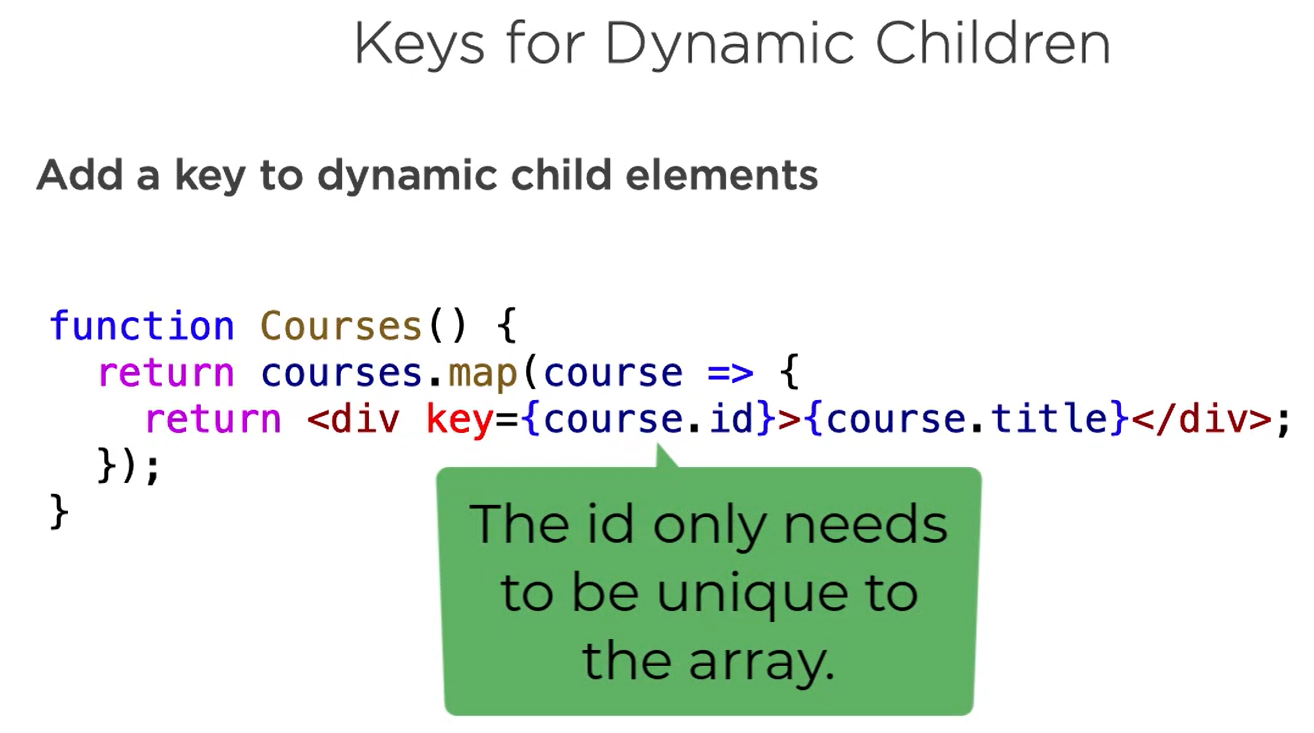 Keys for Dynamic Children
Add a key to dynamic child elements
function Courses() {
  return courses.map(course => {
    return <div key={course.id}>{course.title}</div>;
  });
}
The id only needs
to be unique to
the array.